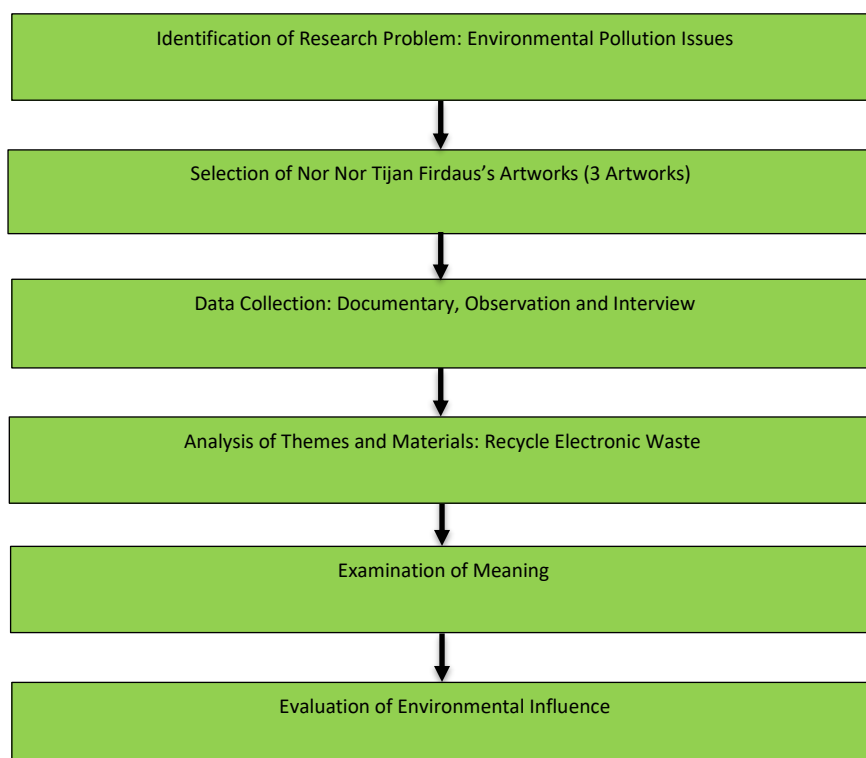 Identification of Research Problem: Environmental Pollution Issues
Selection of Nor Nor Tijan Firdaus’s Artworks (3 Artworks)
Data Collection: Documentary, Observation and Interview
Analysis of Themes and Materials: Recycle Electronic Waste
Examination of Meaning
Evaluation of Environmental Influence